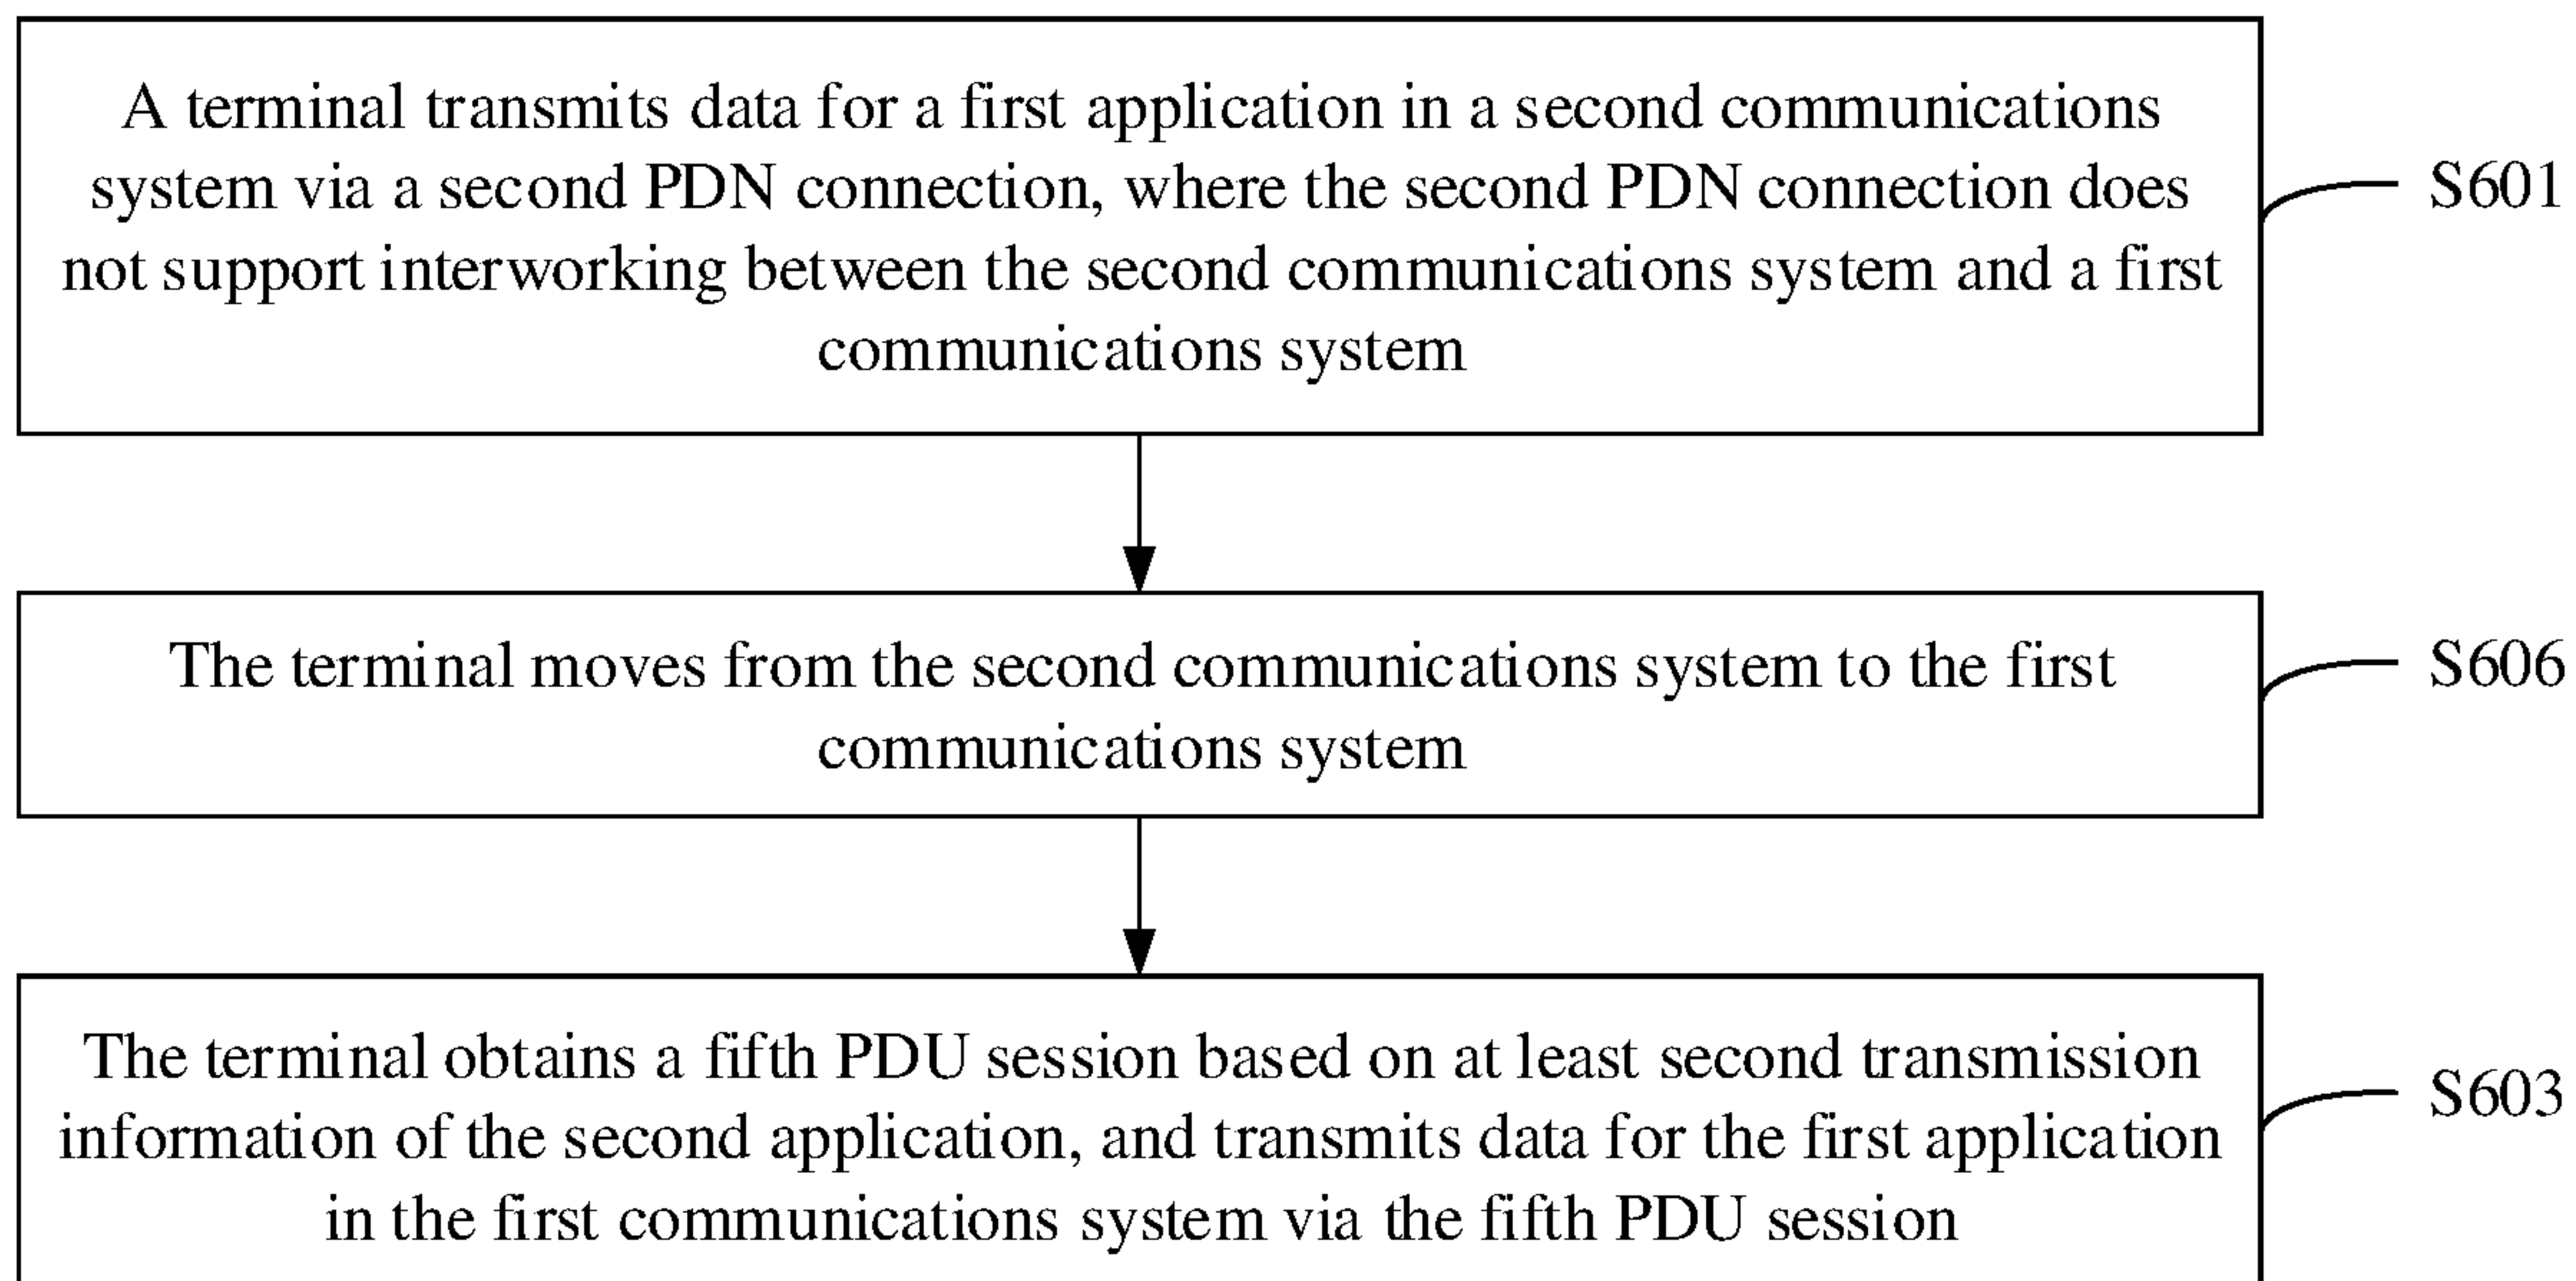 A terminal transmits data for a first application in a second communications
system via a second PDN connection, where the second PDN connection does
not support interworking between the second communications system and a first
communications system
S601
The terminal moves from the second communications system to the first
communications system
S606
The terminal obtains a fifth PDU session based on at least second transmission
information of the second application, and transmits data for the first application
in the first communications system via the fifth PDU session
S603